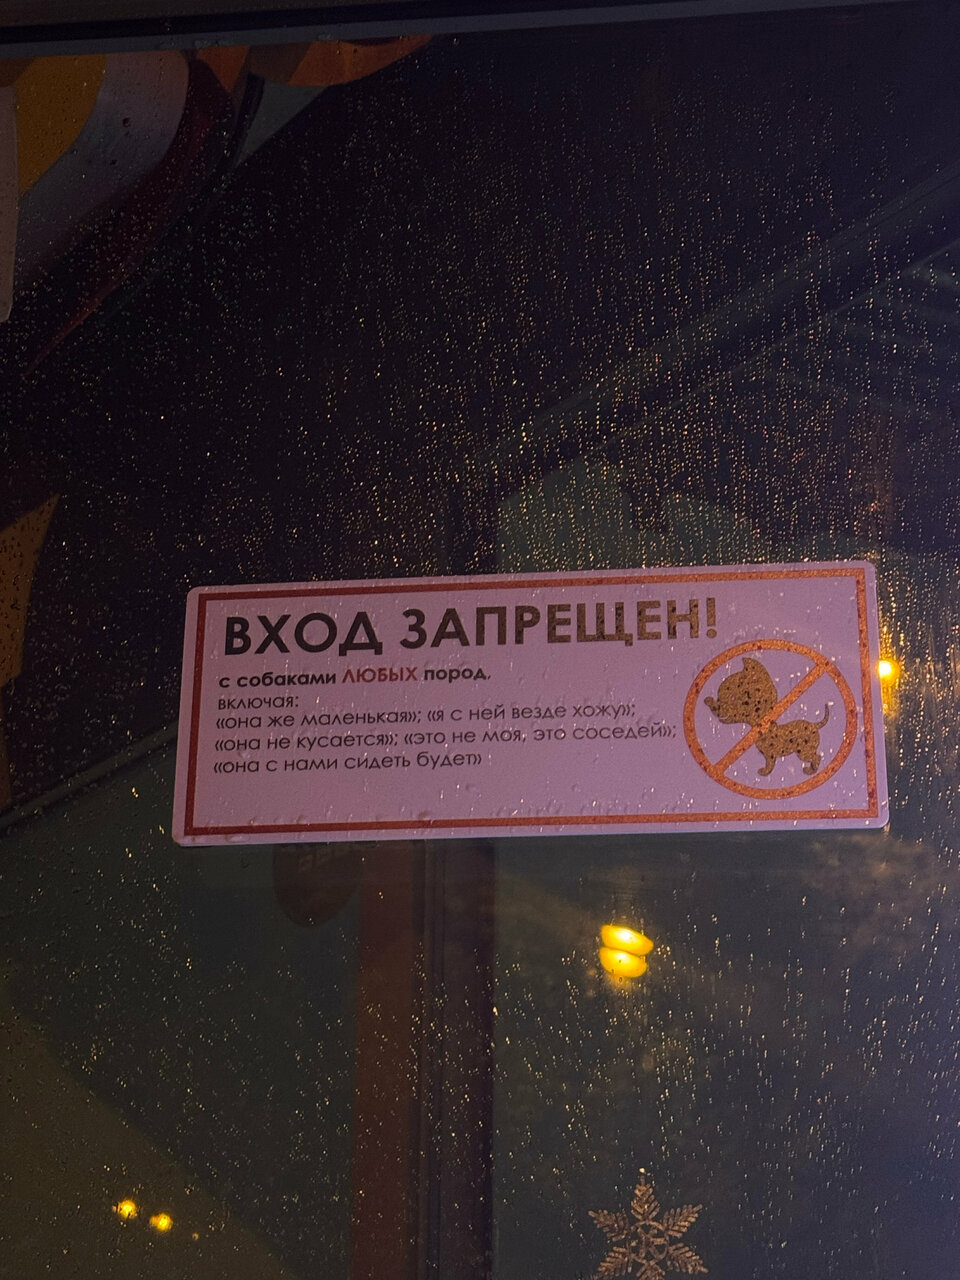 ВХОД ЗАПРЕЩЕН!
с собаками ЛЮБЫХ пород,
включая:
«она же маленькая»; «я с ней везде хожу»;
«она не кусается»; «это не моя, это соседей»;
«она с нами сидеть будет»